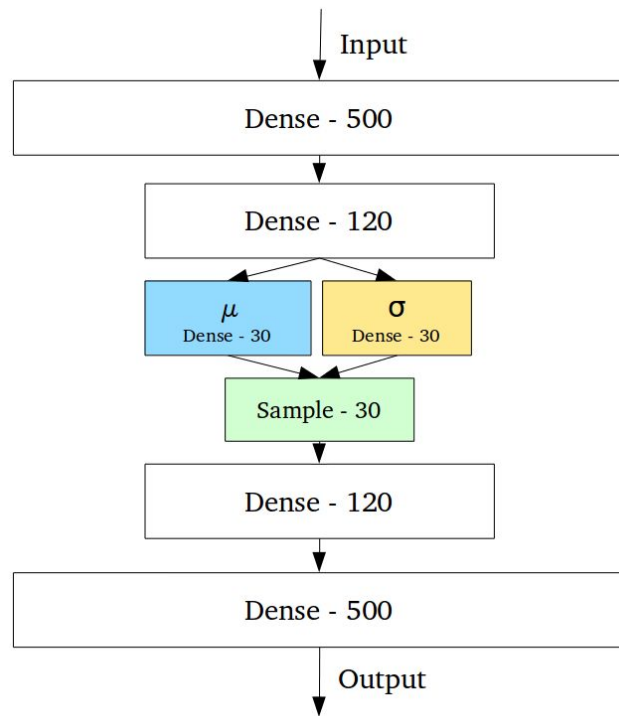 Input
Dense - 500
Dense - 120
μ
Dense - 30
σ
Dense - 30
Sample - 30
Dense - 120
Dense - 500
Output